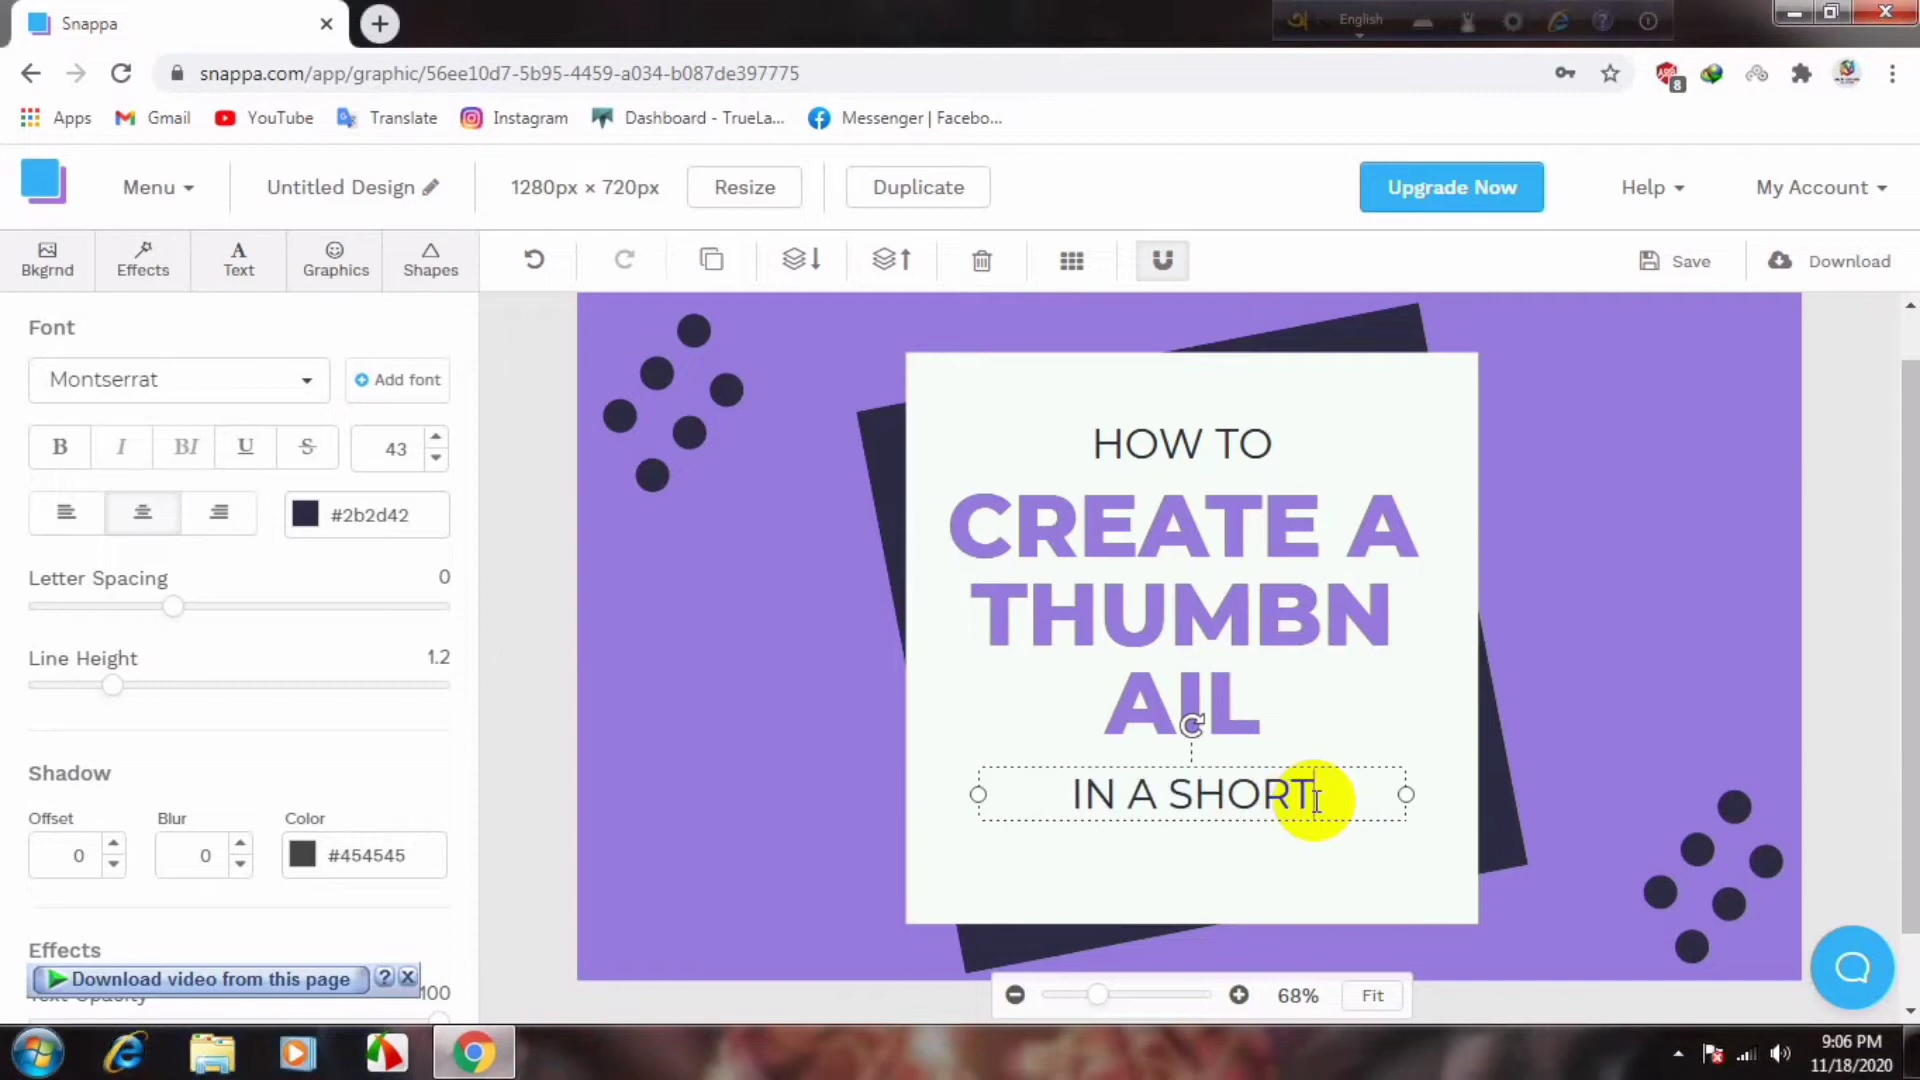 Snappa
English
snappa.com/app/graphic/56ee10d7-5b95-4459-a034-b087de397775
8
Apps Gmail YouTube Translate Instagram Dashboard - TrueLa... Messenger | Facebo...
Menu Untitled Design 1280px × 720px Resize Duplicate Upgrade Now Help My Account
Bkgrnd Effects Text Graphics Shapes Save Download
Font
Montserrat Add font
B I BI U S 43
#2b2d42
Letter Spacing 0
Line Height 1.2
Shadow
Offset Blur Color
0 0 #454545
Effects
Download video from this page ? X
Text Opacity 100
HOW TO
CREATE A
THUMBN
AIL
IN A SHORT
68% Fit
9:06 PM
11/18/2020